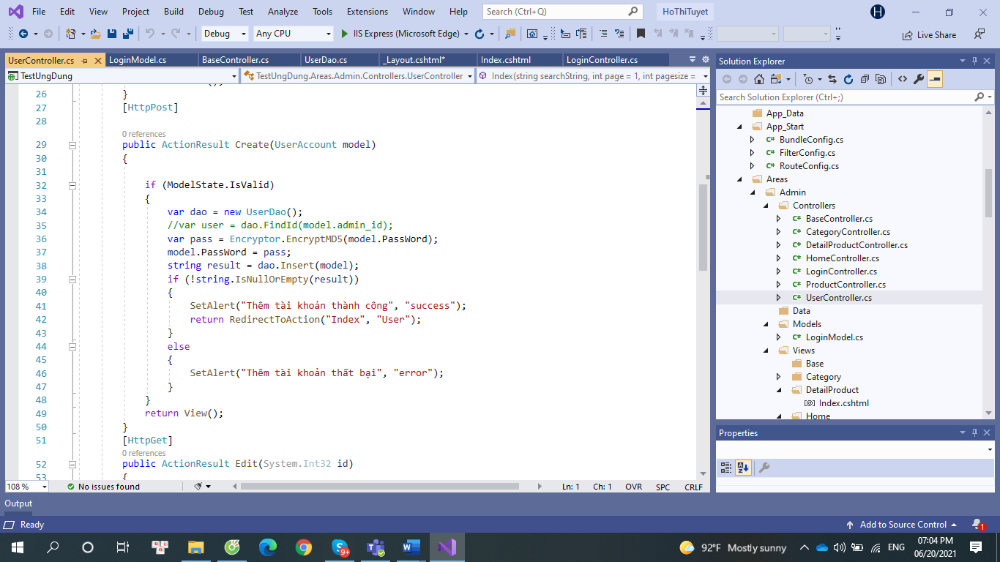 File Edit View Project Build Debug Test Analyze Tools Extensions Window Help Search (Ctrl+Q) HoThiTuyet H
Debug Any CPU IIS Express (Microsoft Edge) Live Share
UserController.cs LoginModel.cs BaseController.cs UserDao.cs _Layout.cshtml* Index.cshtml LoginController.cs
TestUngDung TestUngDung.Areas.Admin.Controllers.UserController Index(string searchString, int page = 1, int pagesize =
26 }
27 [HttpPost]
28
0 references
29 public ActionResult Create(UserAccount model)
30 {
31
32 if (ModelState.IsValid)
33 {
34 var dao = new UserDao();
35 //var user = dao.FindId(model.admin_id);
36 var pass = Encryptor.EncryptMD5(model.PassWord);
37 model.PassWord = pass;
38 string result = dao.Insert(model);
39 if (!string.IsNullOrEmpty(result))
40 {
41 SetAlert("Thêm tài khoản thành công", "success");
42 return RedirectToAction("Index", "User");
43 }
44 else
45 {
46 SetAlert("Thêm tài khoản thất bại", "error");
47 }
48 }
49 return View();
50 }
51 [HttpGet]
0 references
52 public ActionResult Edit(System.Int32 id)
53 {
108 % No issues found Ln: 1 Ch: 1 OVR SPC CRLF
Solution Explorer
Search Solution Explorer (Ctrl+;)
App_Data
App_Start
C# BundleConfig.cs
C# FilterConfig.cs
C# RouteConfig.cs
Areas
Admin
Controllers
C# BaseController.cs
C# CategoryController.cs
C# DetailProductController.cs
C# HomeController.cs
C# LoginController.cs
C# ProductController.cs
C# UserController.cs
Data
Models
C# LoginModel.cs
Views
Base
Category
DetailProduct
[@] Index.cshtml
Home
Properties
Output
Ready Add to Source Control 1
9+ 92°F Mostly sunny ENG 07:04 PM
06/20/2021